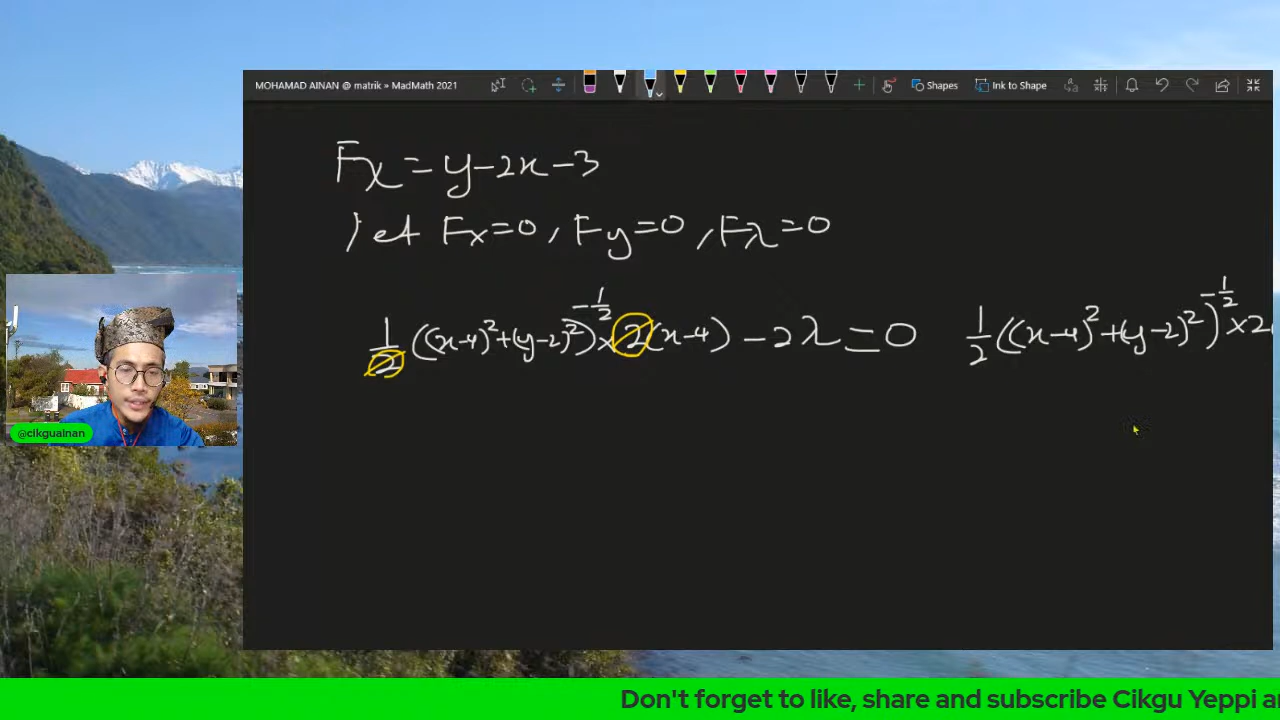 MOHAMAD AINAN @ matrik » MadMath 2021
Shapes
Ink to Shape
Fx = y-2x-3
let Fx=0, Fy=0, Fλ=0
1/2 ((x-4)²+(y-2)²)^(-1/2) × 2(x-4) - 2λ = 0
1/2 ((x-4)²+(y-2)²)^(-1/2) × 2
@cikguainan
Don't forget to like, share and subscribe Cikgu Yeppi a